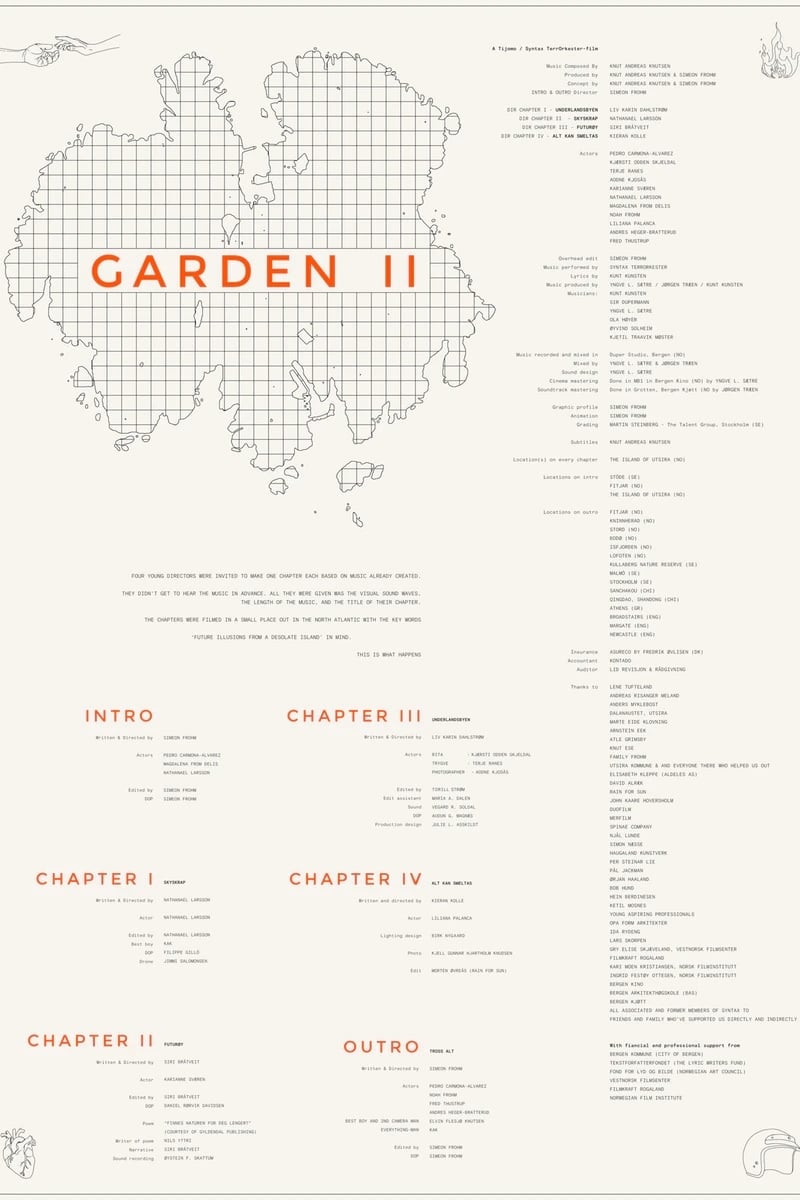 GARDEN II
A Tijomo / Syntax TerrOrkester-film
Music Composed by KNUT ANDREAS KNUTSEN
Produced by KNUT ANDREAS KNUTSEN & SIMEON FROHM
Concept by KNUT ANDREAS KNUTSEN & SIMEON FROHM
INTRO & OUTRO Director SIMEON FROHM
DIR CHAPTER I - UNDERLANDSBYEN LIV KARIN DAHLSTRØM
DIR CHAPTER II - SKYSKRAP NATHANAEL LARSSON
DIR CHAPTER III - FUTURØY SIRI BRÅTVEIT
DIR CHAPTER IV - ALT KAN SMELTAS KIERAN KOLLE
Actors PEDRO CARMONA-ALVAREZ
KJÆRSTI ODDEN SKJELDAL
TERJE RANES
AODNE KJOSÅS
KARIANNE SVÆREN
NATHANAEL LARSSON
MAGDALENA FROM DELIS
NOAH FROHM
LILIANA PALANCA
ANDRES HEGER-BRATTERUD
FRED THUSTRUP
Overhead edit SIMEON FROHM
Music performed by SYNTAX TERRORKESTER
Lyrics by KUNT KUNSTEN
Music produced by YNGVE L. SÆTRE / JØRGEN TRÆEN / KUNT KUNSTEN
Musicians: KUNT KUNSTEN
SIR DUPERMANN
YNGVE L. SÆTRE
OLA HØYER
ØYVIND SOLHEIM
KJETIL TRAAVIK MØSTER
Music recorded and mixed in Duper Studio, Bergen (NO)
Mixed by YNGVE L. SÆTRE & JØRGEN TRÆEN
Sound design YNGVE L. SÆTRE
Cinema mastering Done in MB1 in Bergen Kino (NO) by YNGVE L. SÆTRE
Soundtrack mastering Done in Grotten, Bergen Kjøtt (NO by JØRGEN TRÆEN
Graphic profile SIMEON FROHM
Animation SIMEON FROHM
Grading MARTIN STEINBERG - The Talent Group, Stockholm (SE)
Subtitles KNUT ANDREAS KNUTSEN
Location(s) on every chapter THE ISLAND OF UTSIRA (NO)
Locations on intro STÖDE (SE)
FITJAR (NO)
THE ISLAND OF UTSIRA (NO)
Locations on outro FITJAR (NO)
KNINNHERAD (NO)
STORD (NO)
BODØ (NO)
ISFJORDEN (NO)
LOFOTEN (NO)
KULLABERG NATURE RESERVE (SE)
MALMÖ (SE)
STOCKHOLM (SE)
SANCHAKOU (CHI)
QINGDAO, SHANDONG (CHI)
ATHENS (GR)
BROADSTAIRS (ENG)
MARGATE (ENG)
NEWCASTLE (ENG)
Insurance AGURECO BY FREDRIK ØVLISEN (DK)
Accountant KONTADO
Auditor LID REVISJON & RÅDGIVNING
Thanks to LENE TUFTELAND
ANDREAS RISANGER MELAND
ANDERS MYKLEBOST
DALANAUSTET, UTSIRA
MARTE EIDE KLOVNING
ARNSTEIN EEK
ATLE GRIMSBY
KNUT ESE
FAMILY FROHM
UTSIRA KOMMUNE & AND EVERYONE THERE WHO HELPED US OUT
ELISABETH KLEPPE (ALDELES AS)
DAVID ALRÆK
RAIN FOR SUN
JOHN KAARE HOVERSHOLM
DUOFILM
MERFILM
SPINAE COMPANY
NJÅL LUNDE
SIMON NÆSSE
HAUGALAND KUNSTVERK
PER STEINAR LIE
PÅL JACKMAN
ØRJAN HAALAND
ROB HUND
HEIN BERDINESEN
KETIL MOSNES
YOUNG ASPIRING PROFESSIONALS
OPA FORM ARKITEKTER
IDA RYDENG
LARS SKORPEN
GRY ELISE SKJÆVELAND, VESTNORSK FILMSENTER
FILMKRAFT ROGALAND
KARI MOEN KRISTIANSEN, NORSK FILMINSTITUTT
INGRID FESTØY OTTESEN, NORSK FILMINSTITUTT
BERGEN KINO
BERGEN ARKITEKTHØGSKOLE (BAS)
BERGEN KJØTT
ALL ASSOCIATED AND FORMER MEMBERS OF SYNTAX TO
FRIENDS AND FAMILY WHO'VE SUPPORTED US DIRECTLY AND INDIRECTLY
With fiancial and professional support from
BERGEN KOMMUNE (CITY OF BERGEN)
TEKSTFORFATTERFONDET (THE LYRIC WRITERS FUND)
FOND FOR LYD OG BILDE (NORWEGIAN ART COUNCIL)
VESTNORSK FILMSENTER
FILMKRAFT ROGALAND
NORWEGIAN FILM INSTITUTE
FOUR YOUNG DIRECTORS WERE INVITED TO MAKE ONE CHAPTER EACH BASED ON MUSIC ALREADY CREATED.
THEY DIDN'T GET TO HEAR THE MUSIC IN ADVANCE. ALL THEY WERE GIVEN WAS THE VISUAL SOUND WAVES,
THE LENGTH OF THE MUSIC, AND THE TITLE OF THEIR CHAPTER.
THE CHAPTERS WERE FILMED IN A SMALL PLACE OUT IN THE NORTH ATLANTIC WITH THE KEY WORDS
'FUTURE ILLUSIONS FROM A DESOLATE ISLAND' IN MIND.
THIS IS WHAT HAPPENS
INTRO
Written & Directed by SIMEON FROHM
Actors PEDRO CARMONA-ALVAREZ
MAGDALENA FROM DELIS
NATHANAEL LARSSON
Edited by SIMEON FROHM
DOP SIMEON FROHM
CHAPTER I SKYSKRAP
Written & Directed by NATHANAEL LARSSON
Actor NATHANAEL LARSSON
Edited by NATHANAEL LARSSON
Best boy KAK
DOP FILIPPE GILLO
Drone JIMMI SALOMONSEN
CHAPTER II FUTURØY
Written & Directed by SIRI BRÅTVEIT
Actor KARIANNE SVÆREN
Edited by SIRI BRÅTVEIT
DOP DANIEL RØRVIK DAVIDSEN
Poem "FINNES NATUREN FOR DEG LENGER?"
(COURTESY OF GYLDENDAL PUBLISHING)
Writer of poem NILS YTTRI
Narrative SIRI BRÅTVEIT
Sound recording ØYSTEIN F. SKATTUM
CHAPTER III UNDERLANDSBYEN
Written & Directed by LIV KARIN DAHLSTRØM
Actors RITA - KJÆRSTI ODDEN SKJELDAL
TRYGVE - TERJE RANES
PHOTOGRAPHER - AODNE KJOSÅS
Edited by TORILL STRØM
Edit assistant MARIA A. DALEN
Sound VEGARD R. SOLDAL
DOP AUDUN G. MAGNÆS
Production design JULIE L. ASSKILDT
CHAPTER IV ALT KAN SMELTAS
Written and directed by KIERAN KOLLE
Actor LILIANA PALANCA
Lighting design KIRK NYGAARD
Photo KJELL GUNNAR HJARTHOLM KNUDSEN
Edit MORTEN ØVREÅS (RAIN FOR SUN)
OUTRO TROSS ALT
Written & Directed by SIMEON FROHM
Actors PEDRO CARMONA-ALVAREZ
NOAH FROHM
FRED THUSTRUP
ANDRES HEGER-BRATTERUD
BEST BOY AND 2ND CAMERA MAN ELVIN FLESJØ KNUTSEN
EVERYTHING-MAN KAK
Edited by SIMEON FROHM
DOP SIMEON FROHM